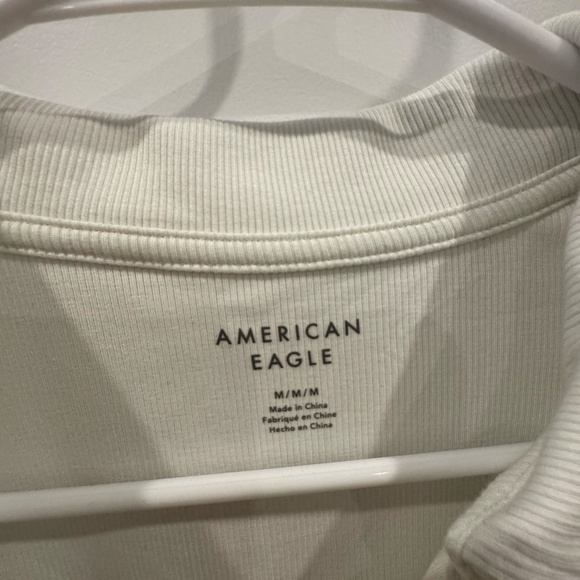 AMERICAN
EAGLE
M/M/M
Made in China
Fabriqué en Chine
Hecho en China